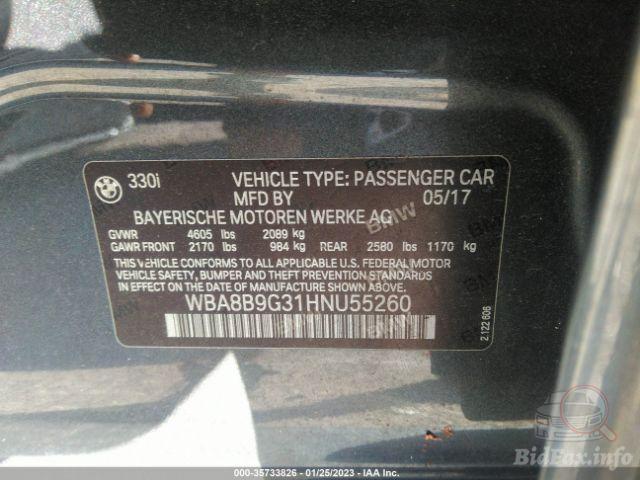 BMW 330i VEHICLE TYPE: PASSENGER CAR
MFD BY 05/17
BAYERISCHE MOTOREN WERKE AG
GVWR 4605 lbs 2089 kg
GAWR FRONT 2170 lbs 984 kg REAR 2580 lbs 1170 kg
THIS VEHICLE CONFORMS TO ALL APPLICABLE U.S. FEDERAL MOTOR
VEHICLE SAFETY, BUMPER AND THEFT PREVENTION STANDARDS
IN EFFECT ON THE DATE OF MANUFACTURE SHOWN ABOVE.
WBA8B9G31HNU55260
2 122 606
BMW
BidFax.info
000-35733826 - 01/25/2023 - IAA Inc.